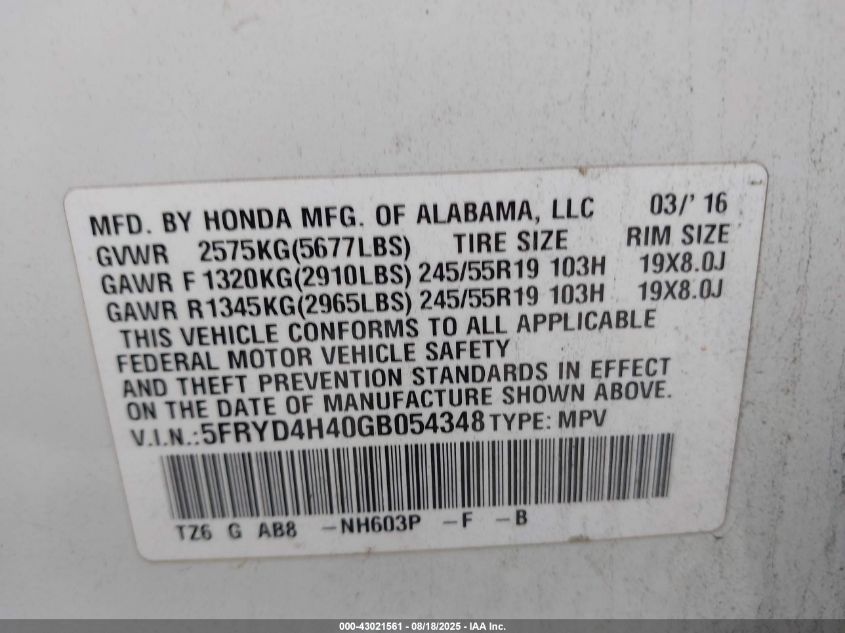 MFD. BY HONDA MFG. OF ALABAMA, LLC 03/' 16
GVWR 2575KG(5677LBS) TIRE SIZE RIM SIZE
GAWR F 1320KG(2910LBS) 245/55R19 103H 19X8.0J
GAWR R1345KG(2965LBS) 245/55R19 103H 19X8.0J
THIS VEHICLE CONFORMS TO ALL APPLICABLE
FEDERAL MOTOR VEHICLE SAFETY
AND THEFT PREVENTION STANDARDS IN EFFECT
ON THE DATE OF MANUFACTURE SHOWN ABOVE.
V.I.N.:5FRYD4H40GB054348 TYPE: MPV
TZ6 G AB8 -NH603P -F -B
000-43021561 - 08/18/2025 - IAA Inc.